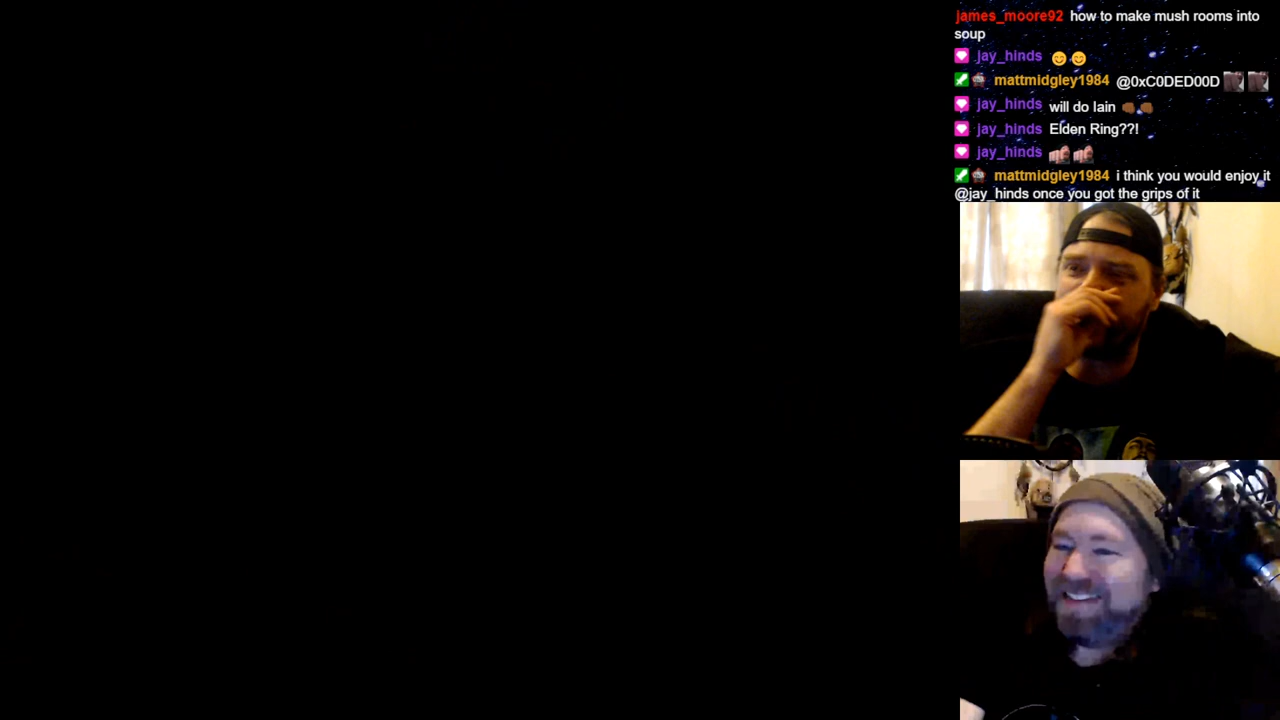 james_moore92 how to make mush rooms into
soup
jay_hinds
mattmidgley1984 @0xC0DED00D
jay_hinds will do Iain
jay_hinds Elden Ring??!
jay_hinds
mattmidgley1984 i think you would enjoy it
@jay_hinds once you got the grips of it